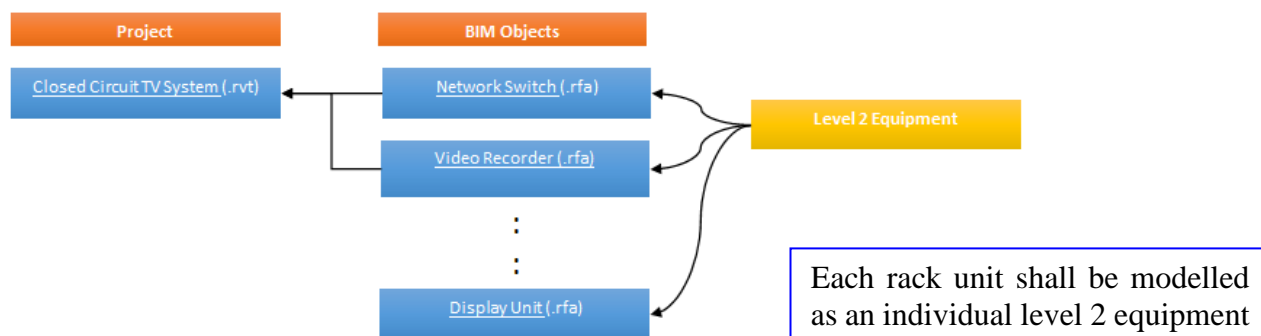 Project
BIM Objects
Closed Circuit TV System (.rvt)
Network Switch (.rfa)
Level 2 Equipment
Video Recorder (.rfa)
:
:
Display Unit (.rfa)
Each rack unit shall be modelled
as an individual level 2 equipment